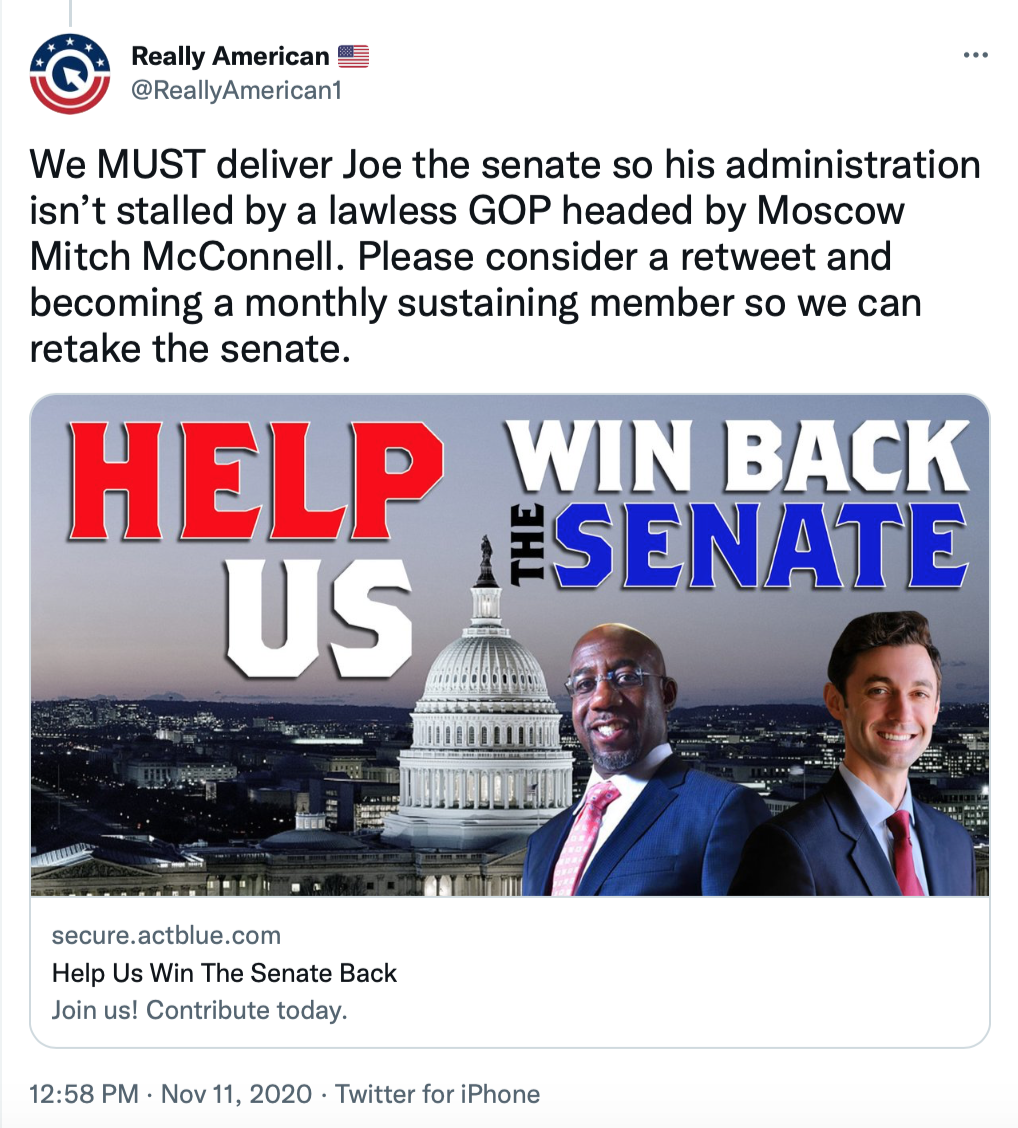 Really American 🇺🇸
@ReallyAmerican1
We MUST deliver Joe the senate so his administration
isn’t stalled by a lawless GOP headed by Moscow
Mitch McConnell. Please consider a retweet and
becoming a monthly sustaining member so we can
retake the senate.
HELP
US
WIN BACK
THE SENATE
secure.actblue.com
Help Us Win The Senate Back
Join us! Contribute today.
12:58 PM · Nov 11, 2020 · Twitter for iPhone